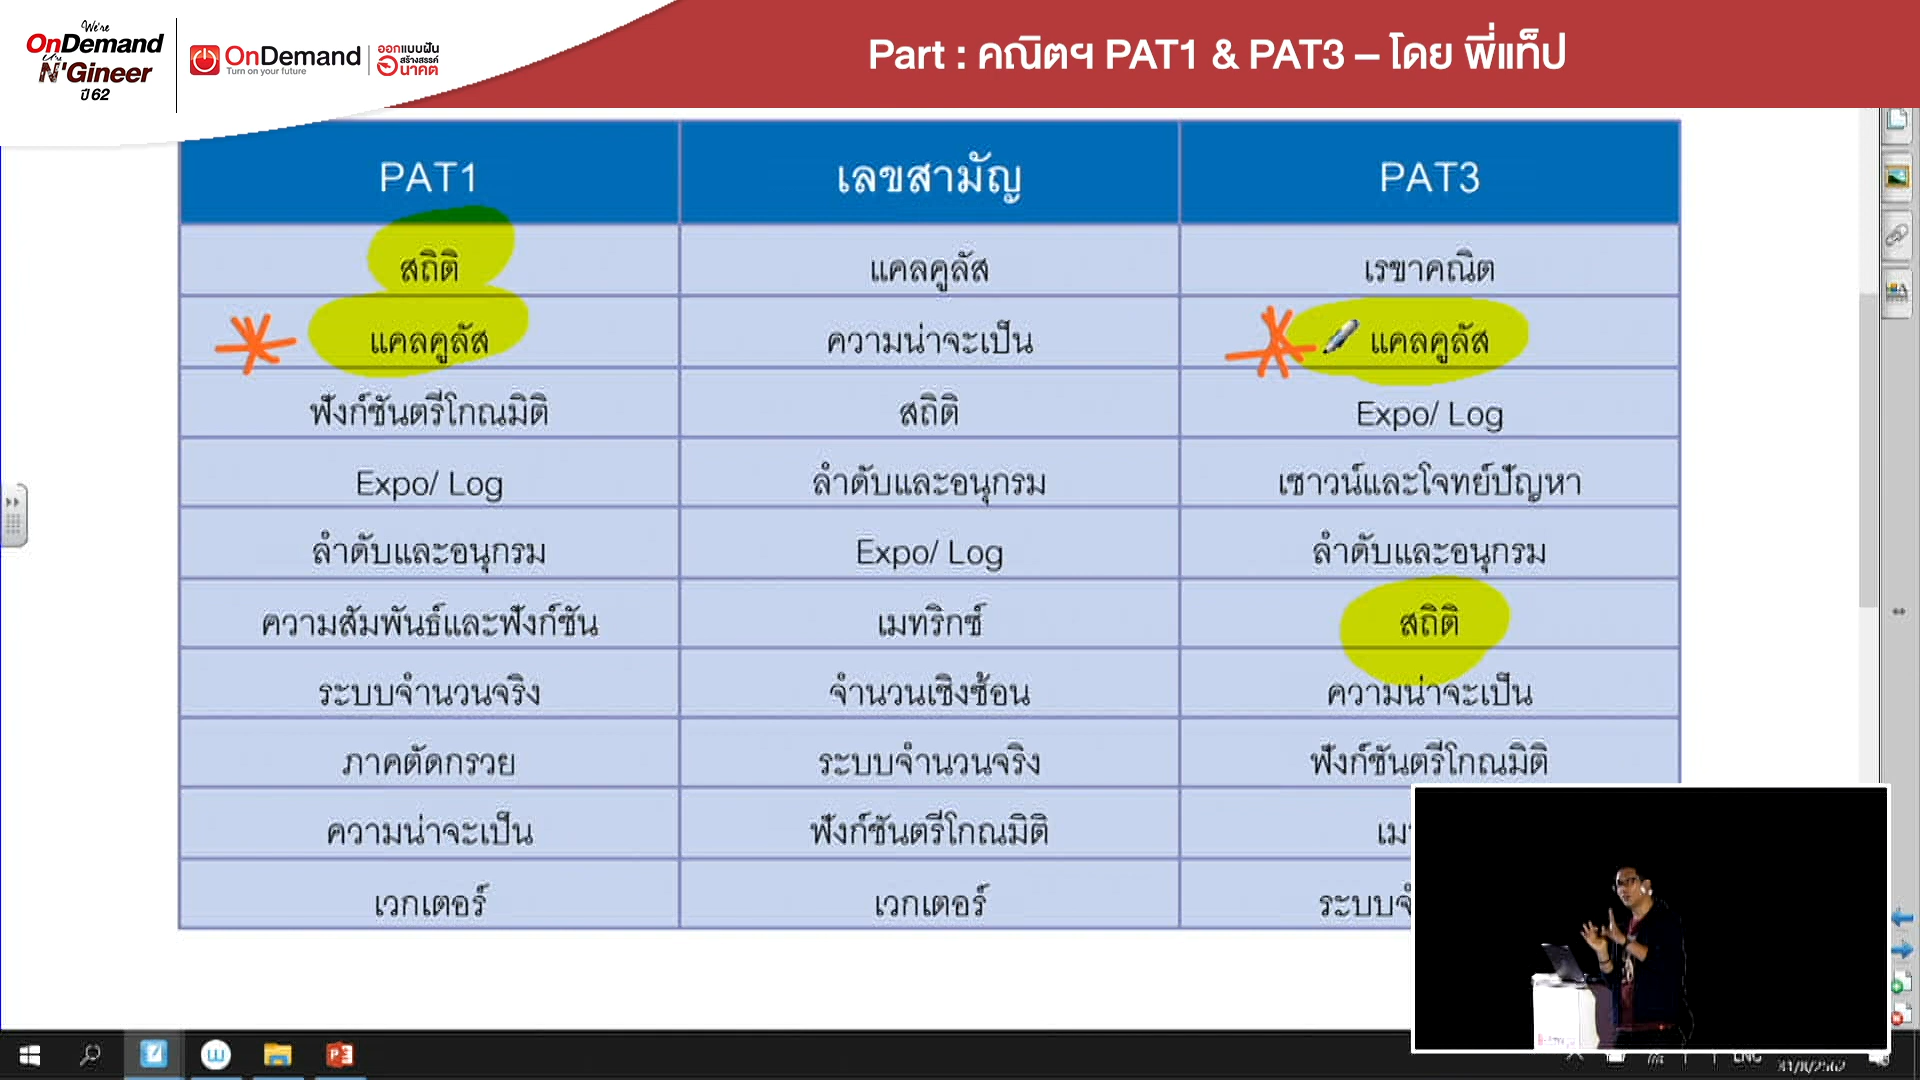 We're
OnDemand
Urs
N'Gineer
ปี 62
OnDemand
Turn on your future
ออกแบบฝัน
สร้างสรรค์
อนาคต
Part : คณิตฯ PAT1 & PAT3 – โดย พี่แท็ป
PAT1 เลขสามัญ PAT3
สถิติ แคลคูลัส เรขาคณิต
แคลคูลัส ความน่าจะเป็น แคลคูลัส
ฟังก์ชันตรีโกณมิติ สถิติ Expo/ Log
Expo/ Log ลำดับและอนุกรม เชาวน์และโจทย์ปัญหา
ลำดับและอนุกรม Expo/ Log ลำดับและอนุกรม
ความสัมพันธ์และฟังก์ชัน เมทริกซ์ สถิติ
ระบบจำนวนจริง จำนวนเชิงซ้อน ความน่าจะเป็น
ภาคตัดกรวย ระบบจำนวนจริง ฟังก์ชันตรีโกณมิติ
ความน่าจะเป็น ฟังก์ชันตรีโกณมิติ
เวกเตอร์ เวกเตอร์
ENG
31/8/2562